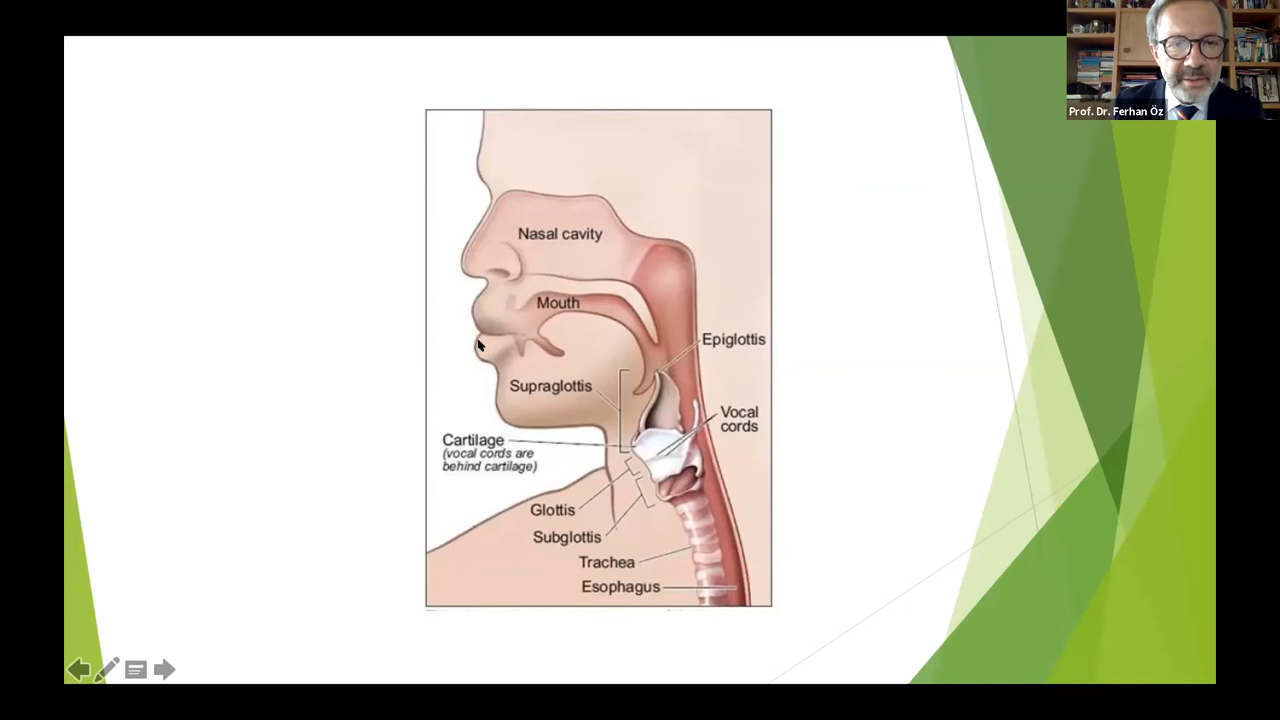 Prof. Dr. Ferhan Öz
Nasal cavity
Mouth
Epiglottis
Supraglottis
Vocal
cords
Cartilage
(vocal cords are
behind cartilage)
Glottis
Subglottis
Trachea
Esophagus